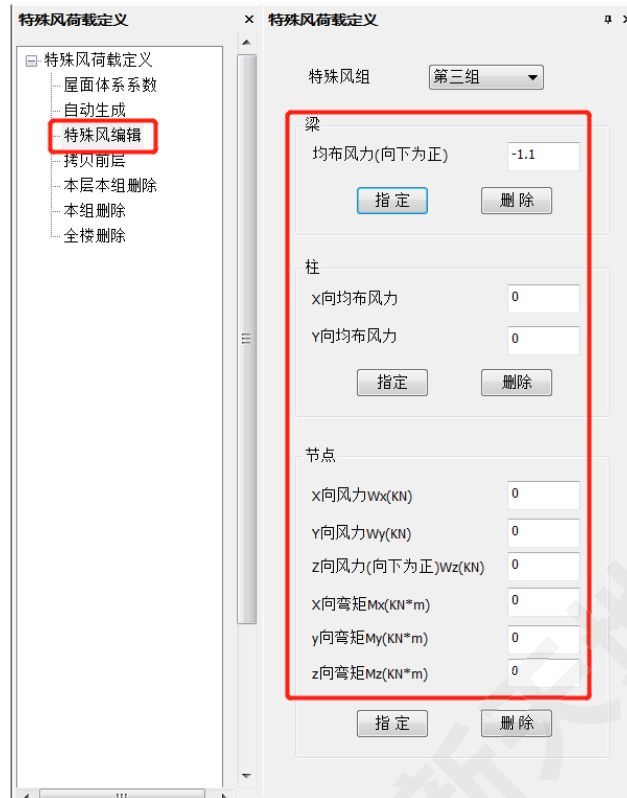 特殊风荷载定义
特殊风荷载定义
屋面体系系数
自动生成
特殊风编辑
拷贝前层
本层本组删除
本组删除
全楼删除
特殊风荷载定义
特殊风组 第三组
梁
均布风力(向下为正) -1.1
指定 删除
柱
X向均布风力 0
Y向均布风力 0
指定 删除
节点
X向风力Wx(KN) 0
Y向风力Wy(KN) 0
Z向风力(向下为正)Wz(KN) 0
X向弯矩Mx(KN*m) 0
y向弯矩My(KN*m) 0
z向弯矩Mz(KN*m) 0
指定 删除